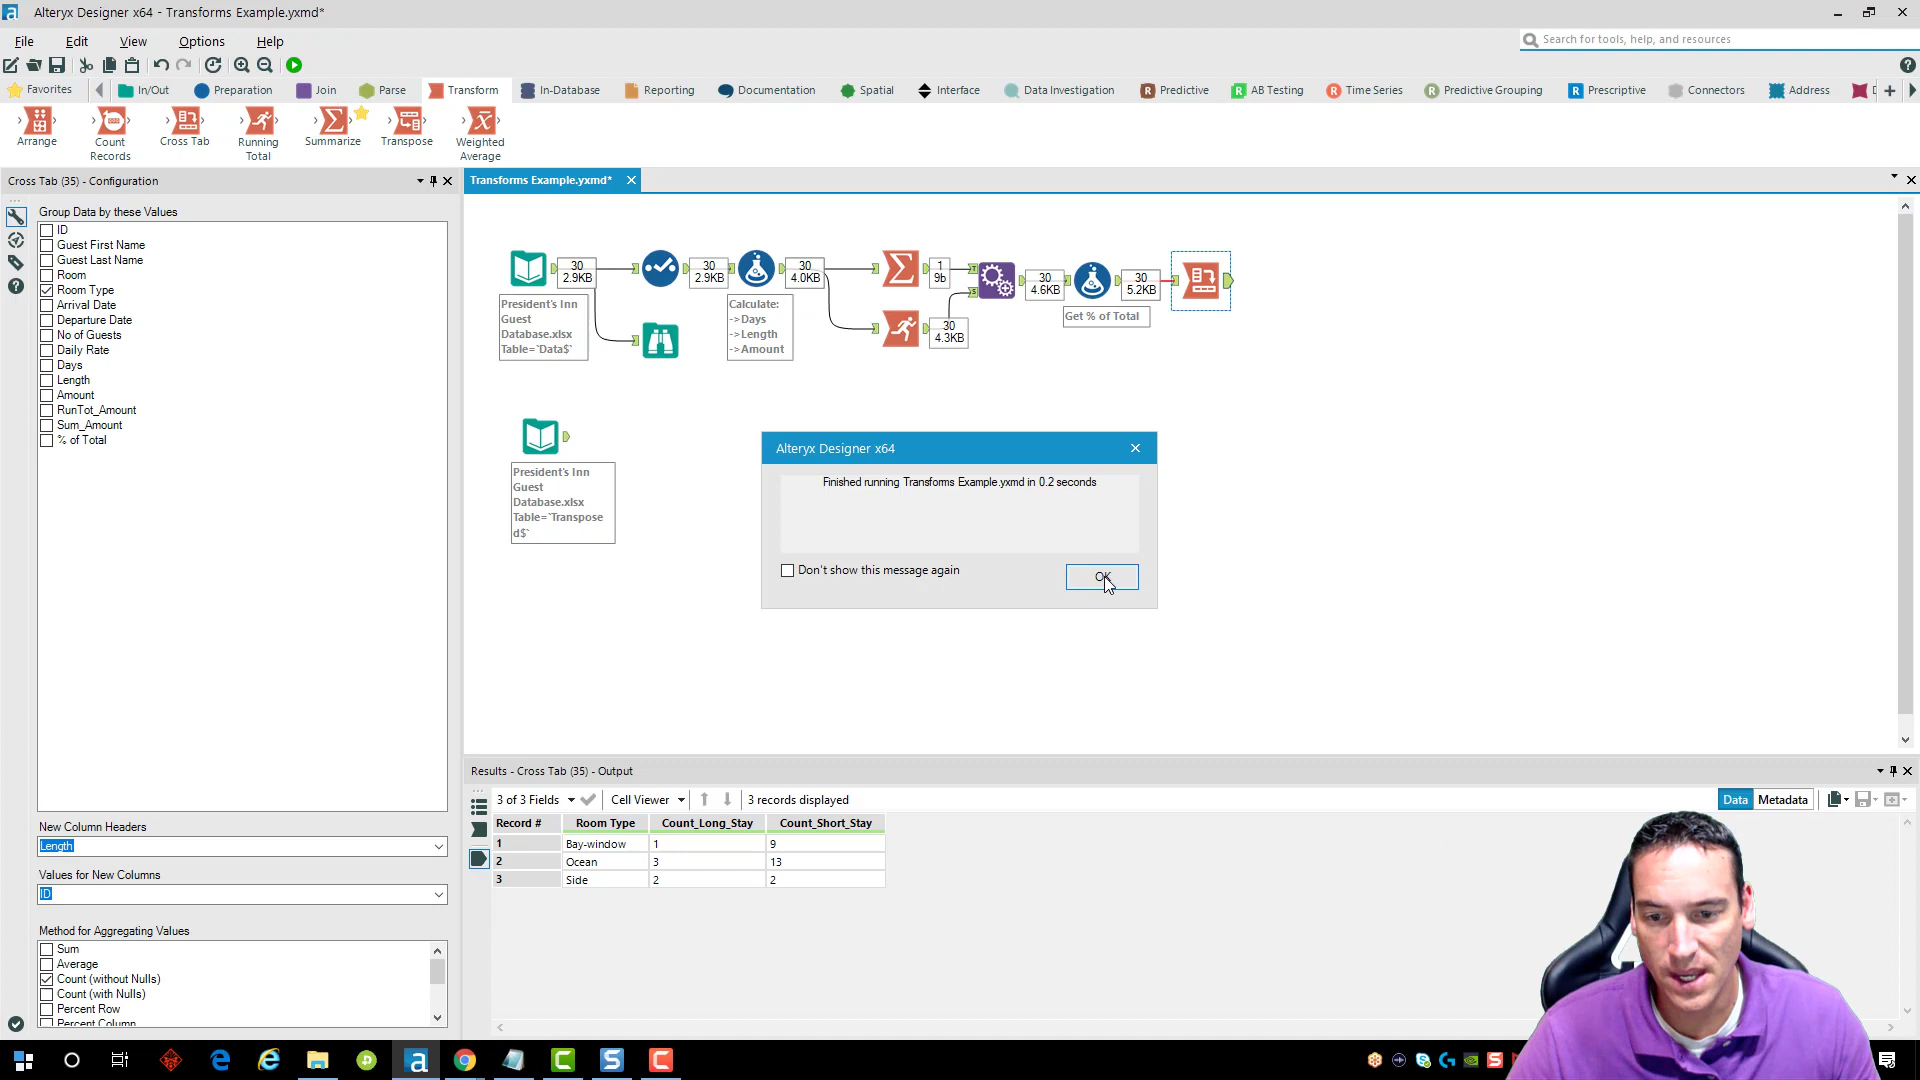 Alteryx Designer x64 - Transforms Example.yxmd*
File Edit View Options Help
Search for tools, help, and resources
Favorites In/Out Preparation Join Parse Transform In-Database Reporting Documentation Spatial Interface Data Investigation Predictive AB Testing Time Series Predictive Grouping Prescriptive Connectors Address
Arrange Count Records Cross Tab Running Total Summarize Transpose Weighted Average
Cross Tab (35) - Configuration
Transforms Example.yxmd*
Group Data by these Values
ID
Guest First Name
Guest Last Name
Room
Room Type
Arrival Date
Departure Date
No of Guests
Daily Rate
Days
Length
Amount
RunTot_Amount
Sum_Amount
% of Total
New Column Headers
Length
Values for New Columns
ID
Method for Aggregating Values
Sum
Average
Count (without Nulls)
Count (with Nulls)
Percent Row
Percent Column
30
2.9KB
30
2.9KB
30
4.0KB
1
9b
30
4.3KB
30
4.6KB
30
5.2KB
President's Inn
Guest
Database.xlsx
Table=`Data$`
Calculate:
->Days
->Length
->Amount
Get % of Total
President's Inn
Guest
Database.xlsx
Table=`Transpose
d$`
Alteryx Designer x64
Finished running Transforms Example.yxmd in 0.2 seconds
Don't show this message again
OK
Results - Cross Tab (35) - Output
3 of 3 Fields Cell Viewer 3 records displayed Data Metadata
Record # Room Type Count_Long_Stay Count_Short_Stay
1 Bay-window 1 9
2 Ocean 3 13
3 Side 2 2